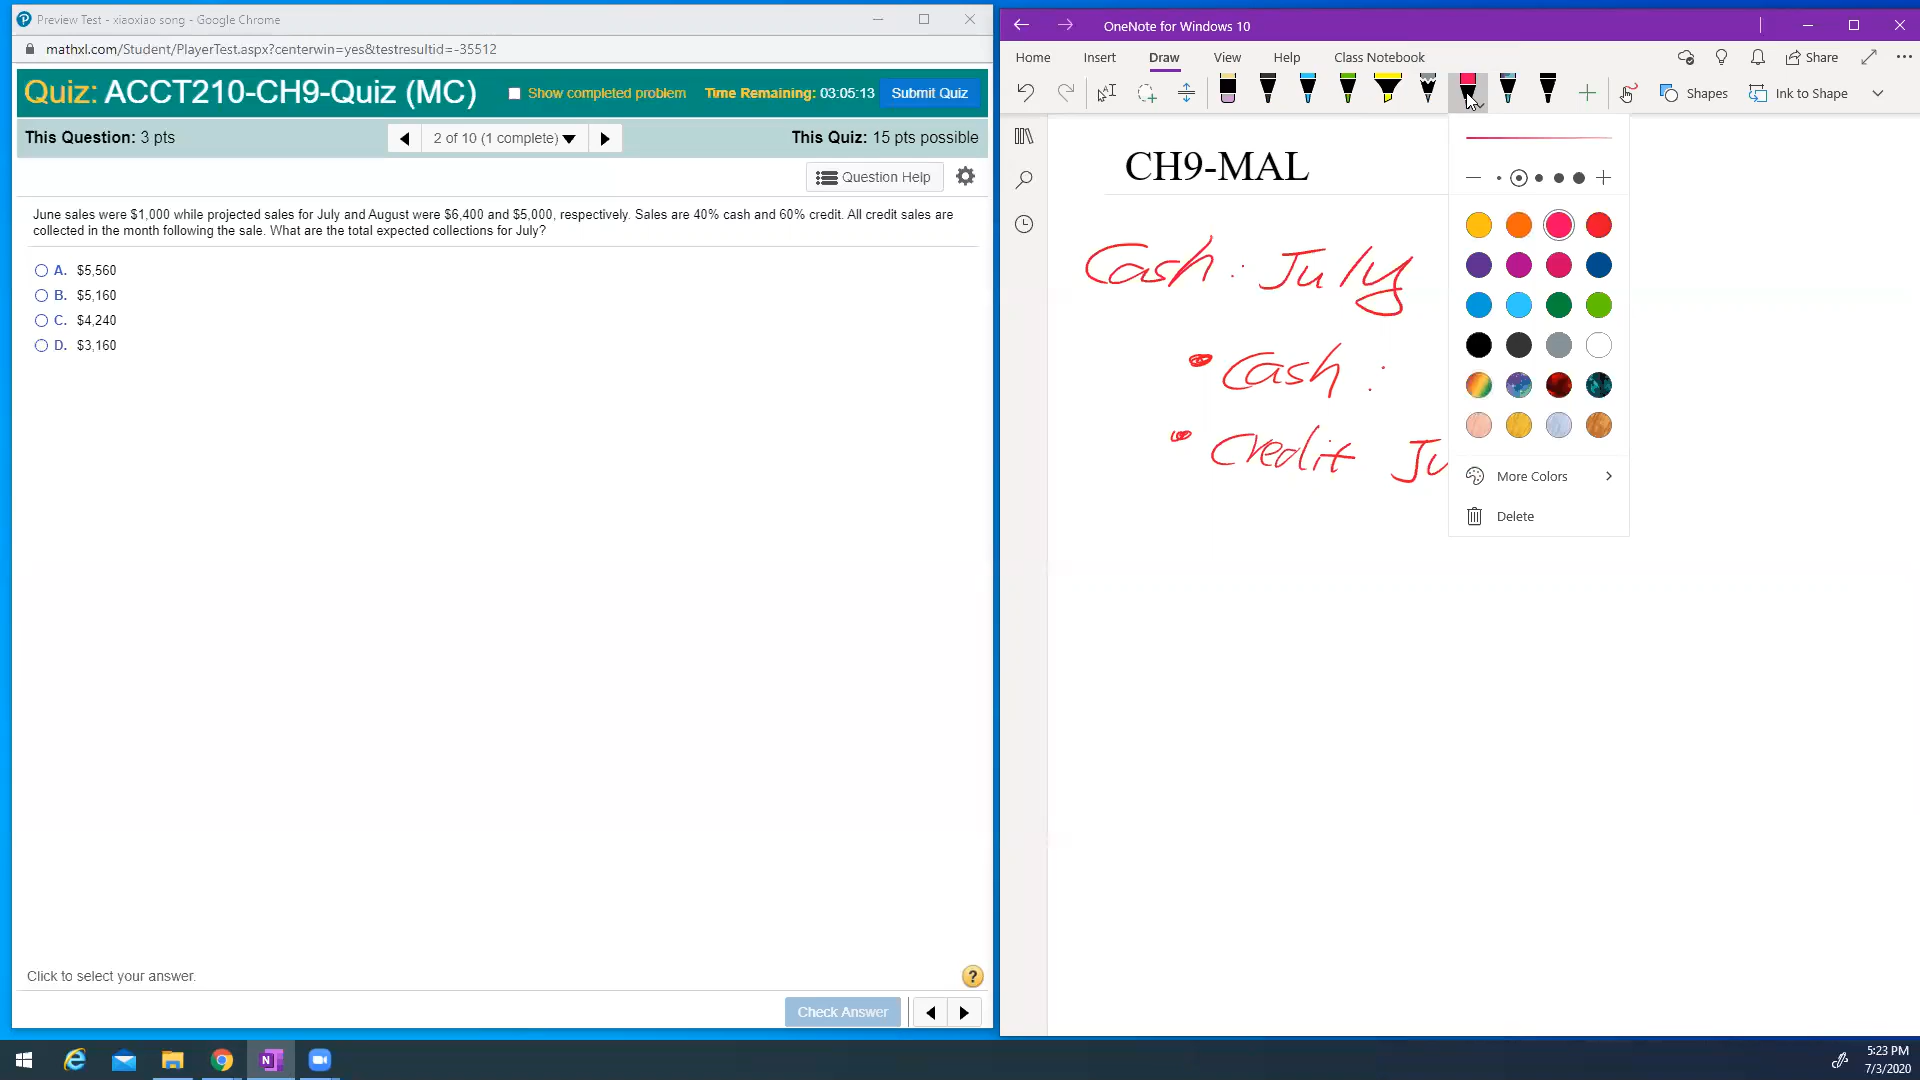 Preview Test - xiaoxiao song - Google Chrome
mathxl.com/Student/PlayerTest.aspx?centerwin=yes&testresultid=-35512
Quiz: ACCT210-CH9-Quiz (MC)
Show completed problem
Time Remaining: 03:05:13
Submit Quiz
This Question: 3 pts
2 of 10 (1 complete)
This Quiz: 15 pts possible
Question Help
June sales were $1,000 while projected sales for July and August were $6,400 and $5,000, respectively. Sales are 40% cash and 60% credit. All credit sales are
collected in the month following the sale. What are the total expected collections for July?
A. $5,560
B. $5,160
C. $4,240
D. $3,160
Click to select your answer.
?
Check Answer
OneNote for Windows 10
Home Insert Draw View Help Class Notebook
Share
Shapes
Ink to Shape
CH9-MAL
Cash: July
• Cash :
• Credit Ju
More Colors
Delete
5:23 PM
7/3/2020